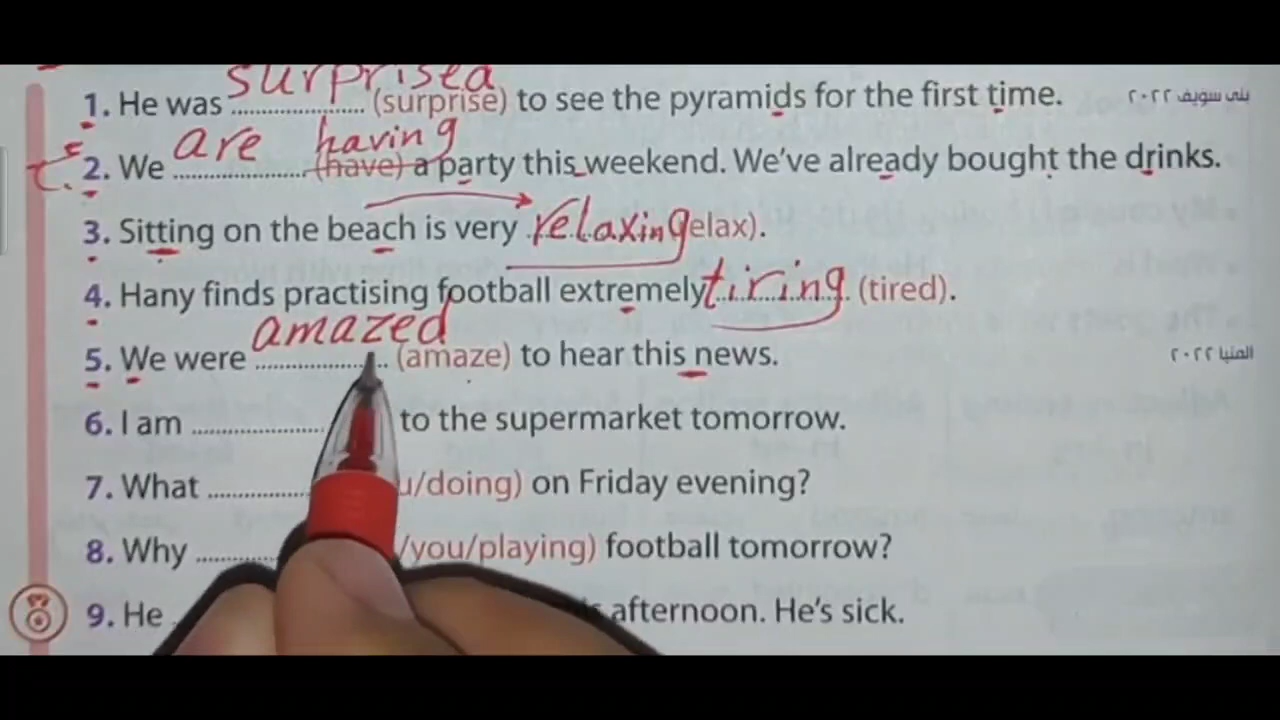 surprised
1. He was .................... (surprise) to see the pyramids for the first time. بني سويف ٢٠٢٢
are having
2. We .................... (have) a party this weekend. We've already bought the drinks.
3. Sitting on the beach is very relaxing elax).
4. Hany finds practising football extremely tiring (tired).
amazed
5. We were .................... (amaze) to hear this news. المنيا ٢٠٢٢
6. I am .................... to the supermarket tomorrow.
7. What .................... u/doing) on Friday evening?
8. Why .................... /you/playing) football tomorrow?
9. He afternoon. He's sick.